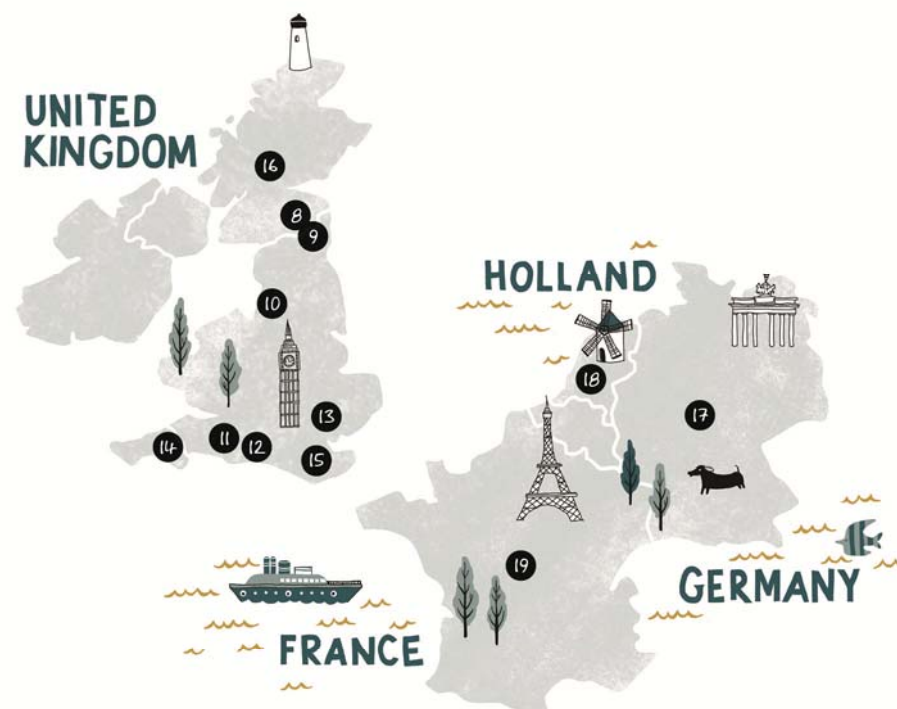 UNITED
KINGDOM
16
8
9
HOLLAND
10
18
13
17
14
11
12
15
19
GERMANY
FRANCE